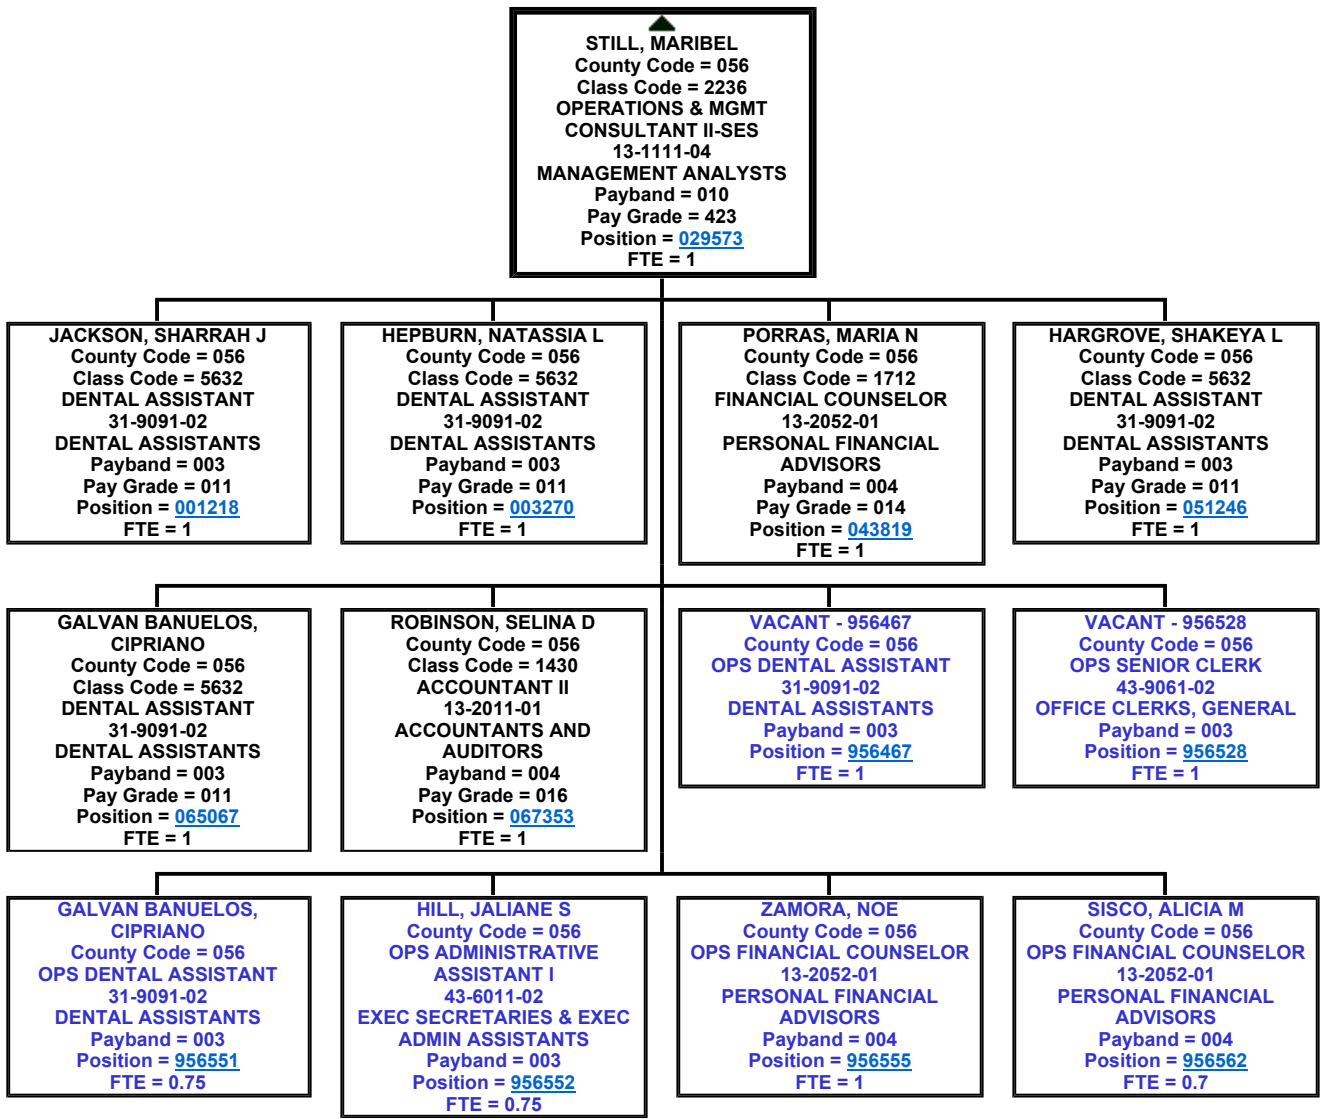 STILL, MARIBEL
County Code = 056
Class Code = 2236
OPERATIONS & MGMT
CONSULTANT II-SES
13-1111-04
MANAGEMENT ANALYSTS
Payband = 010
Pay Grade = 423
Position = 029573
FTE = 1
JACKSON, SHARRAH J
County Code = 056
Class Code = 5632
DENTAL ASSISTANT
31-9091-02
DENTAL ASSISTANTS
Payband = 003
Pay Grade = 011
Position = 001218
FTE = 1
HEPBURN, NATASSIA L
County Code = 056
Class Code = 5632
DENTAL ASSISTANT
31-9091-02
DENTAL ASSISTANTS
Payband = 003
Pay Grade = 011
Position = 003270
FTE = 1
PORRAS, MARIA N
County Code = 056
Class Code = 1712
FINANCIAL COUNSELOR
13-2052-01
PERSONAL FINANCIAL
ADVISORS
Payband = 004
Pay Grade = 014
Position = 043819
FTE = 1
HARGROVE, SHAKEYA L
County Code = 056
Class Code = 5632
DENTAL ASSISTANT
31-9091-02
DENTAL ASSISTANTS
Payband = 003
Pay Grade = 011
Position = 051246
FTE = 1
GALVAN BANUELOS,
CIPRIANO
County Code = 056
Class Code = 5632
DENTAL ASSISTANT
31-9091-02
DENTAL ASSISTANTS
Payband = 003
Pay Grade = 011
Position = 065067
FTE = 1
ROBINSON, SELINA D
County Code = 056
Class Code = 1430
ACCOUNTANT II
13-2011-01
ACCOUNTANTS AND
AUDITORS
Payband = 004
Pay Grade = 016
Position = 067353
FTE = 1
VACANT - 956467
County Code = 056
OPS DENTAL ASSISTANT
31-9091-02
DENTAL ASSISTANTS
Payband = 003
Position = 956467
FTE = 1
VACANT - 956528
County Code = 056
OPS SENIOR CLERK
43-9061-02
OFFICE CLERKS, GENERAL
Payband = 003
Position = 956528
FTE = 1
GALVAN BANUELOS,
CIPRIANO
County Code = 056
OPS DENTAL ASSISTANT
31-9091-02
DENTAL ASSISTANTS
Payband = 003
Position = 956551
FTE = 0.75
HILL, JALIANE S
County Code = 056
OPS ADMINISTRATIVE
ASSISTANT I
43-6011-02
EXEC SECRETARIES & EXEC
ADMIN ASSISTANTS
Payband = 003
Position = 956552
FTE = 0.75
ZAMORA, NOE
County Code = 056
OPS FINANCIAL COUNSELOR
13-2052-01
PERSONAL FINANCIAL
ADVISORS
Payband = 004
Position = 956555
FTE = 1
SISCO, ALICIA M
County Code = 056
OPS FINANCIAL COUNSELOR
13-2052-01
PERSONAL FINANCIAL
ADVISORS
Payband = 004
Position = 956562
FTE = 0.7